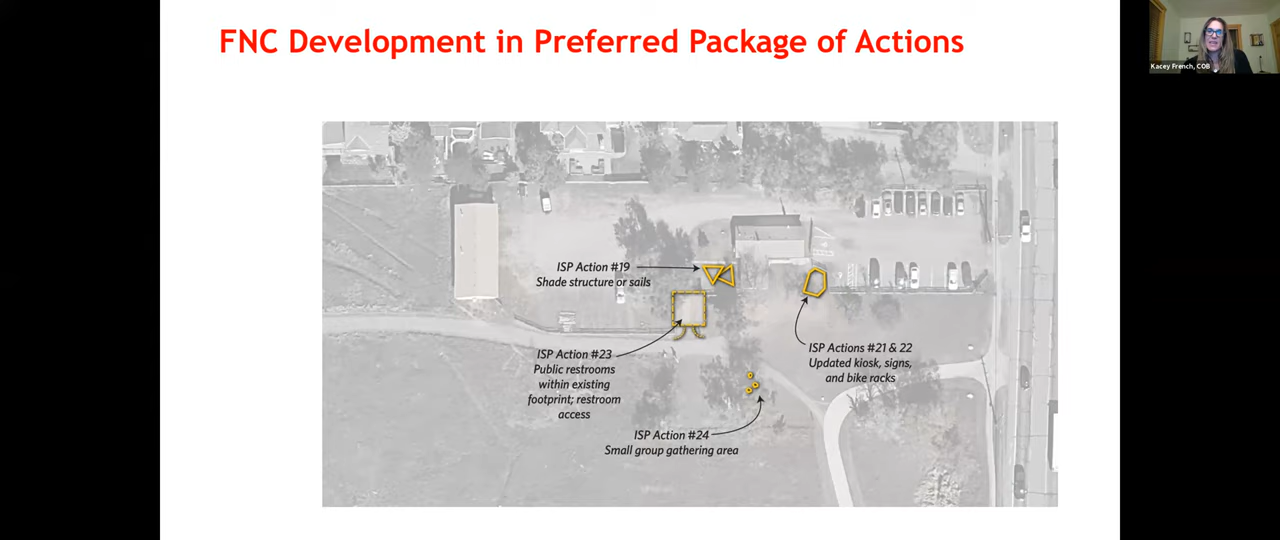 FNC Development in Preferred Package of Actions
Kacey French, COB
ISP Action #19
Shade structure or sails
ISP Action #23
Public restrooms
within existing
footprint; restroom
access
ISP Actions #21 & 22
Updated kiosk, signs,
and bike racks
ISP Action #24
Small group gathering area